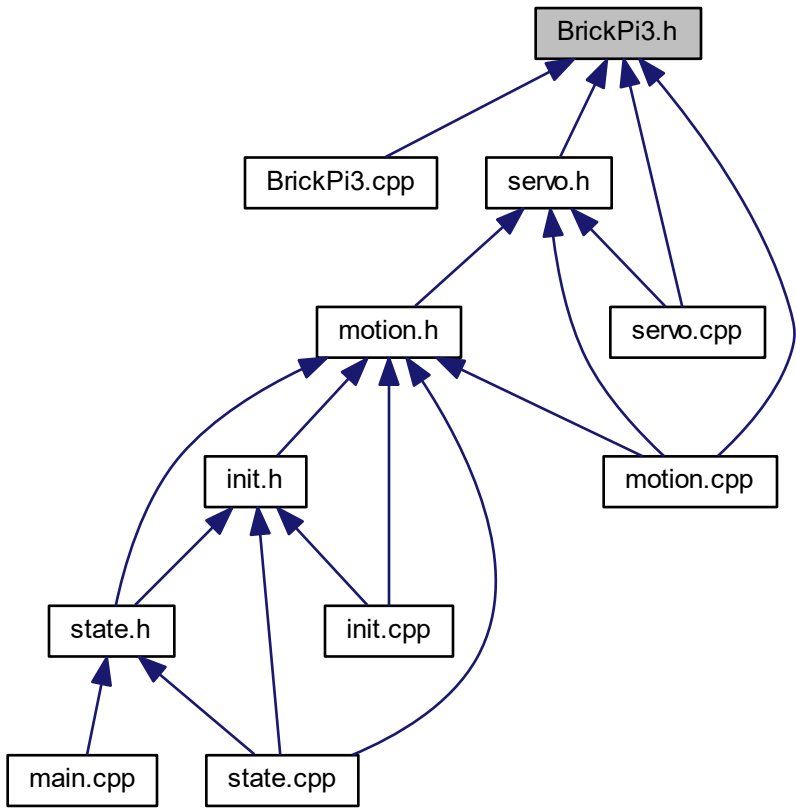 BrickPi3.h
BrickPi3.cpp
servo.h
motion.h
servo.cpp
init.h
motion.cpp
state.h
init.cpp
main.cpp
state.cpp